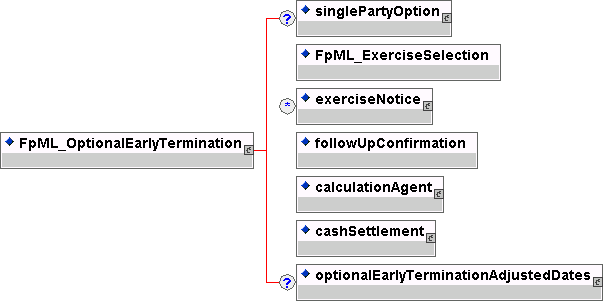 singlePartyOption
?
FpML_ExerciseSelection
exerciseNotice
*
FpML_OptionalEarlyTermination
followUpConfirmation
calculationAgent
cashSettlement
optionalEarlyTerminationAdjustedDates
?